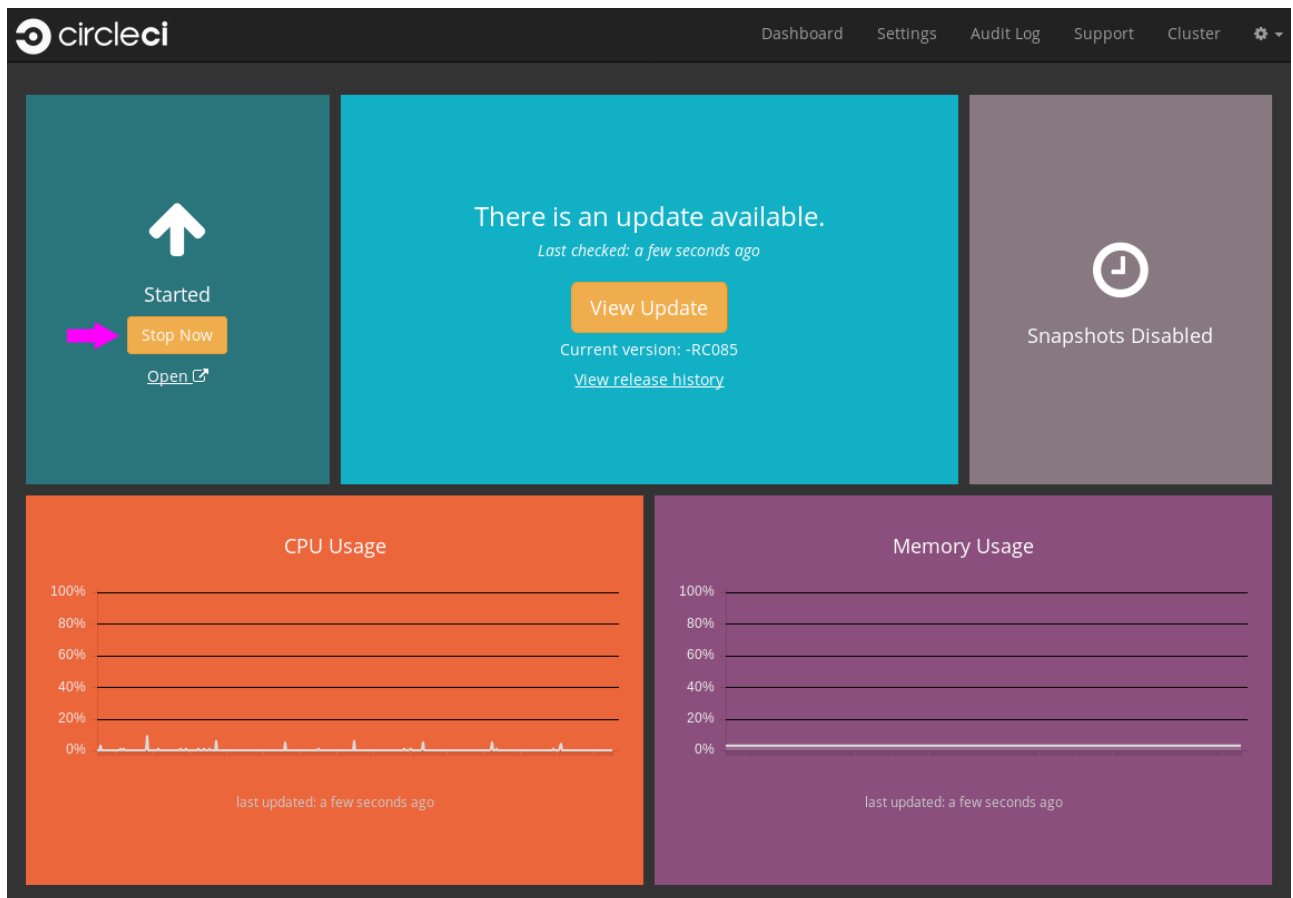 circleci
Dashboard Settings Audit Log Support Cluster
Started
Stop Now
Open
There is an update available.
Last checked: a few seconds ago
View Update
Current version: -RC085
View release history
Snapshots Disabled
CPU Usage
100%
80%
60%
40%
20%
0%
last updated: a few seconds ago
Memory Usage
100%
80%
60%
40%
20%
0%
last updated: a few seconds ago